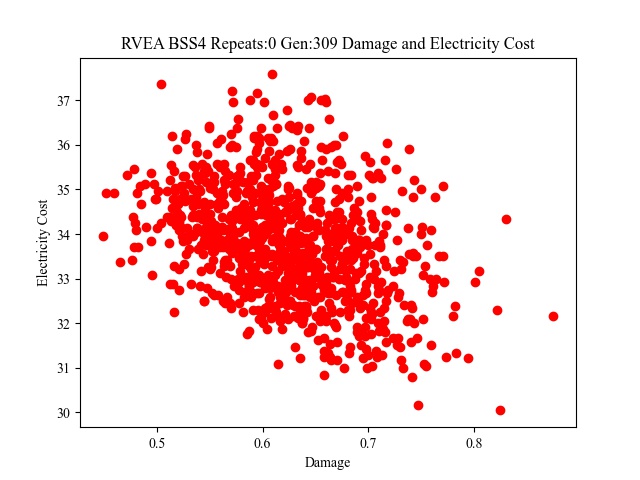 RVEA BSS4 Repeats:0 Gen:309 Damage and Electricity Cost
37
36
35
34
33
32
31
30
Electricity Cost
0.5 0.6 0.7 0.8
Damage